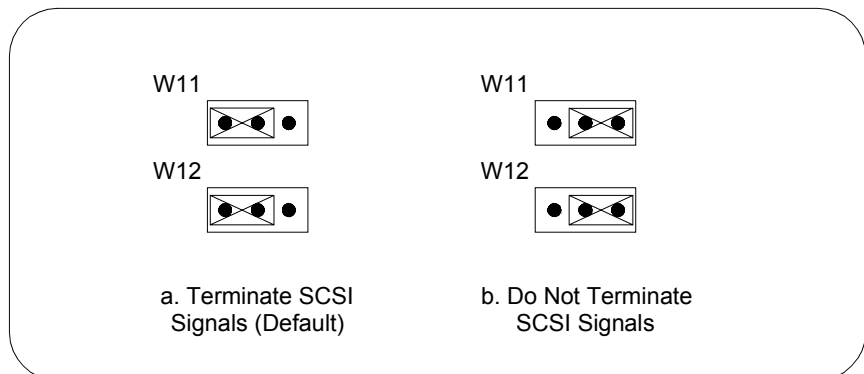 W11
W12
a. Terminate SCSI
Signals (Default)
W11
W12
b. Do Not Terminate
SCSI Signals